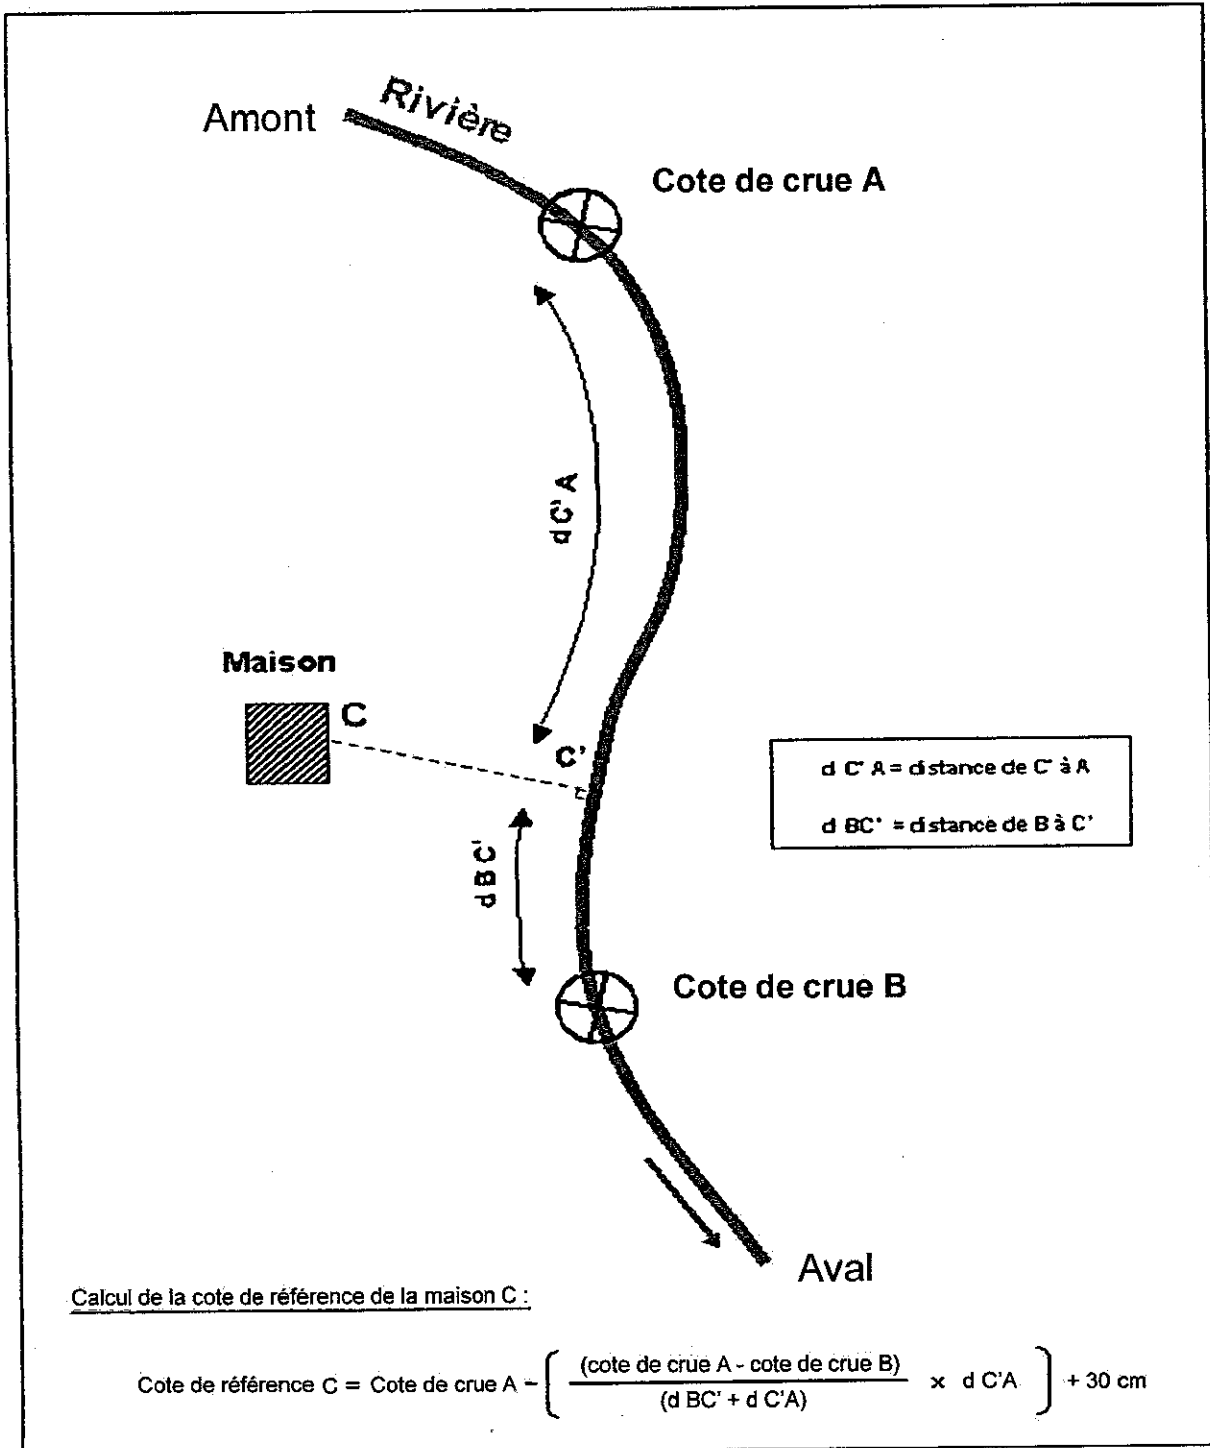 Rivière
Amont
Cote de crue A
d C' A
Maison
C
C'
d C' A = distance de C' à A
d BC' = distance de B à C'
d B C'
Cote de crue B
Aval
Calcul de la cote de référence de la maison C :
Cote de référence C = Cote de crue A - [ (cote de crue A - cote de crue B) / (d BC' + d C'A) x d C'A ] + 30 cm